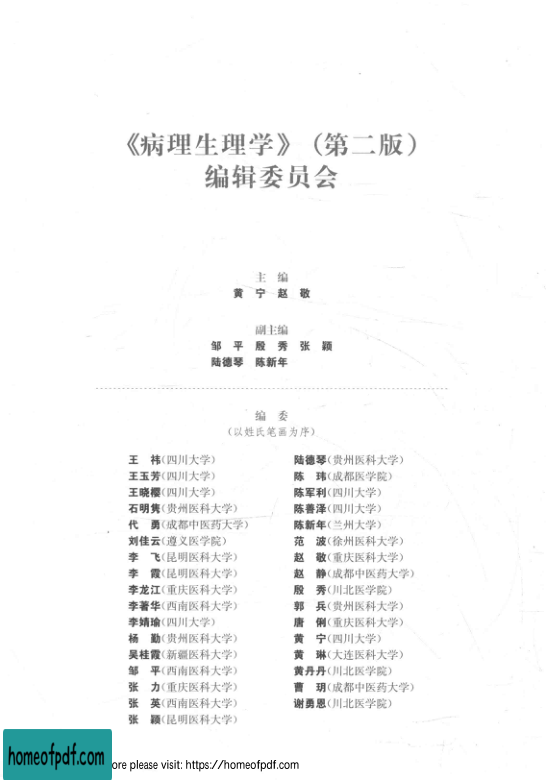 《病理生理学》（第二版）
编辑委员会
主 编
黄 宁 赵 敬
副主编
邹 平 殷 秀 张 颖
陆德琴 陈新年
编 委
（以姓氏笔画为序）
王 祎（四川大学）
王玉芳（四川大学）
王晓樱（四川大学）
石明隽（贵州医科大学）
代 勇（成都中医药大学）
刘佳云（遵义医学院）
李 飞（昆明医科大学）
李 霞（昆明医科大学）
李龙江（重庆医科大学）
李著华（西南医科大学）
李婧瑜（四川大学）
杨 勤（贵州医科大学）
吴桂霞（新疆医科大学）
邹 平（西南医科大学）
张 力（重庆医科大学）
张 英（西南医科大学）
张 颖（昆明医科大学）
陆德琴（贵州医科大学）
陈 玮（成都医学院）
陈军利（四川大学）
陈善泽（四川大学）
陈新年（兰州大学）
范 波（徐州医科大学）
赵 敬（重庆医科大学）
赵 静（成都中医药大学）
殷 秀（川北医学院）
郭 兵（贵州医科大学）
唐 俐（重庆医科大学）
黄 宁（四川大学）
黄 琳（大连医科大学）
黄丹丹（川北医学院）
曹 玥（成都中医药大学）
谢勇恩（川北医学院）
homeofpdf.com
ore please visit: https://homeofpdf.com